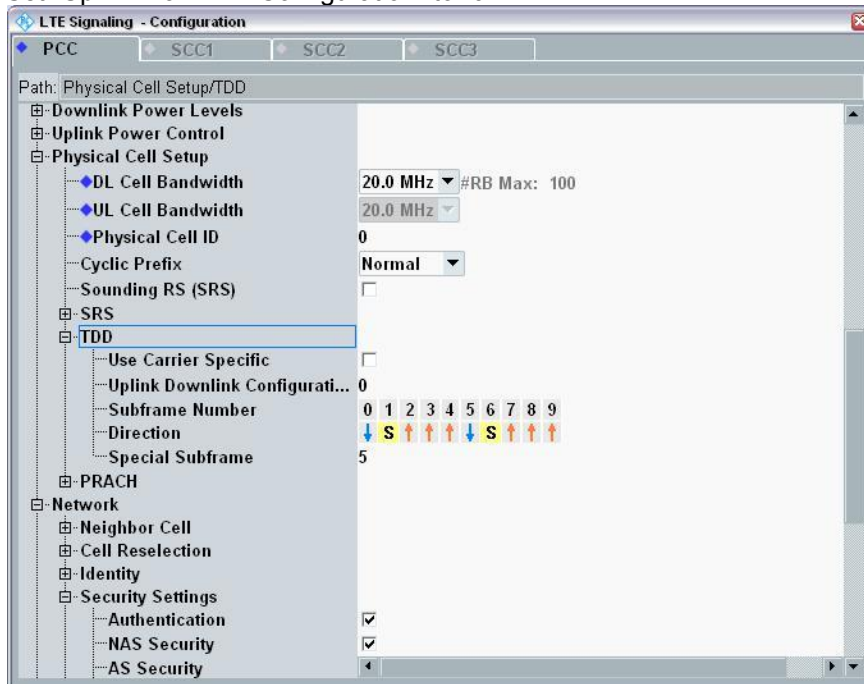 LTE Signaling - Configuration
PCC SCC1 SCC2 SCC3
Path: Physical Cell Setup/TDD
Downlink Power Levels
Uplink Power Control
Physical Cell Setup
DL Cell Bandwidth 20.0 MHz #RB Max: 100
UL Cell Bandwidth 20.0 MHz
Physical Cell ID 0
Cyclic Prefix Normal
Sounding RS (SRS)
SRS
TDD
Use Carrier Specific
Uplink Downlink Configurati... 0
Subframe Number 0 1 2 3 4 5 6 7 8 9
Direction ↓ S ↑ ↑ ↑ ↓ S ↑ ↑ ↑
Special Subframe 5
PRACH
Network
Neighbor Cell
Cell Reselection
Identity
Security Settings
Authentication
NAS Security
AS Security